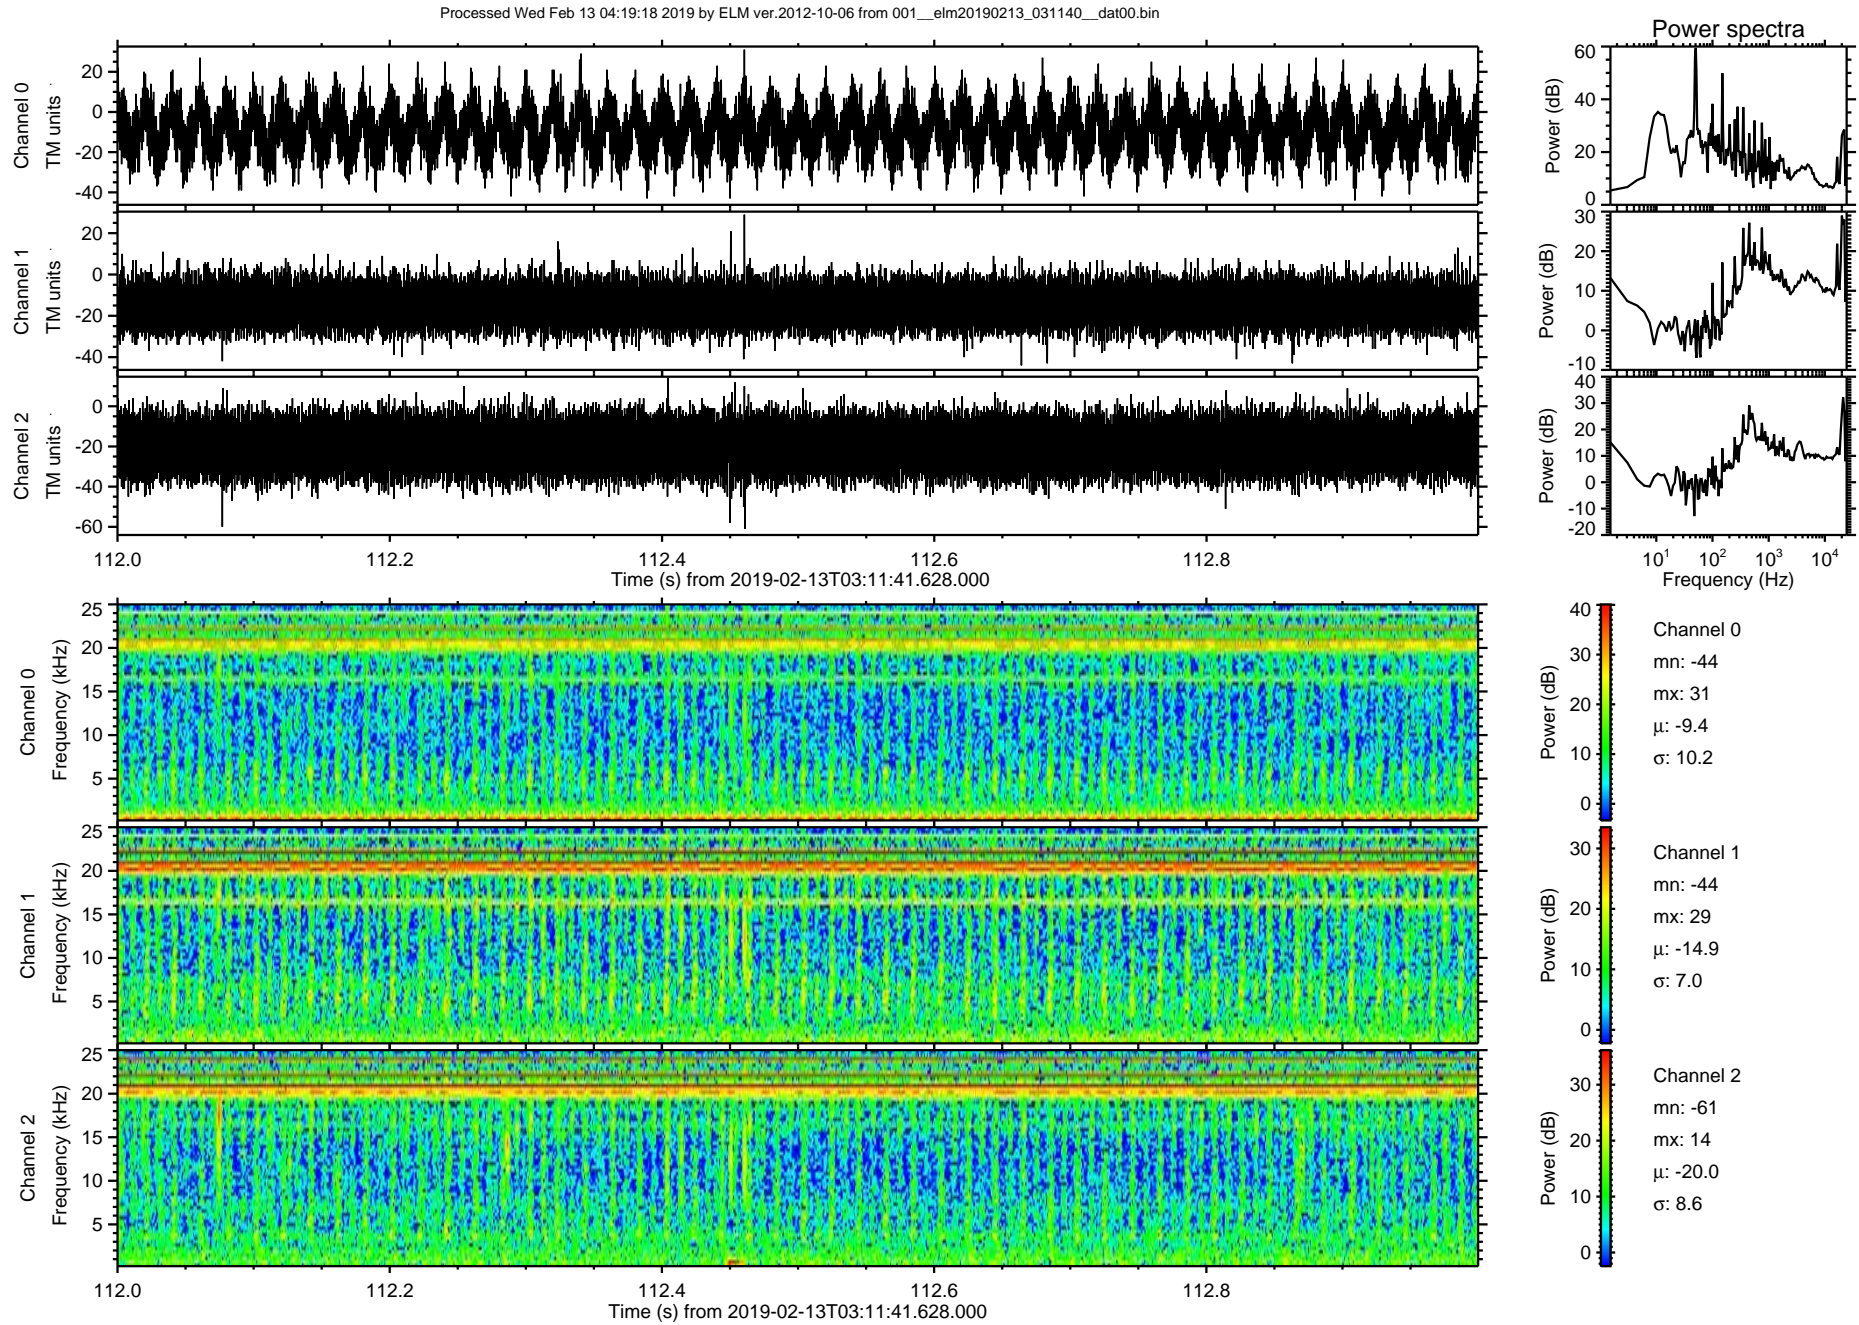 Processed Wed Feb 13 04:19:18 2019 by ELM ver.2012-10-06 from 001__elm20190213_031140__dat00.bin
Power spectra
Channel 0
TM units
20
0
-20
-40
Power (dB)
60
40
20
0
Channel 1
TM units
20
0
-20
-40
Power (dB)
30
20
10
0
-10
Channel 2
TM units
0
-20
-40
-60
Power (dB)
40
30
20
10
0
-10
-20
112.0 112.2 112.4 112.6 112.8
Time (s) from 2019-02-13T03:11:41.628.000
10^1 10^2 10^3 10^4
Frequency (Hz)
Channel 0
Frequency (kHz)
25
20
15
10
5
Power (dB)
40
30
20
10
0
Channel 0
mn: -44
mx: 31
μ: -9.4
σ: 10.2
Channel 1
Frequency (kHz)
25
20
15
10
5
Power (dB)
30
20
10
0
Channel 1
mn: -44
mx: 29
μ: -14.9
σ: 7.0
Channel 2
Frequency (kHz)
25
20
15
10
5
Power (dB)
30
20
10
0
Channel 2
mn: -61
mx: 14
μ: -20.0
σ: 8.6
112.0 112.2 112.4 112.6 112.8
Time (s) from 2019-02-13T03:11:41.628.000